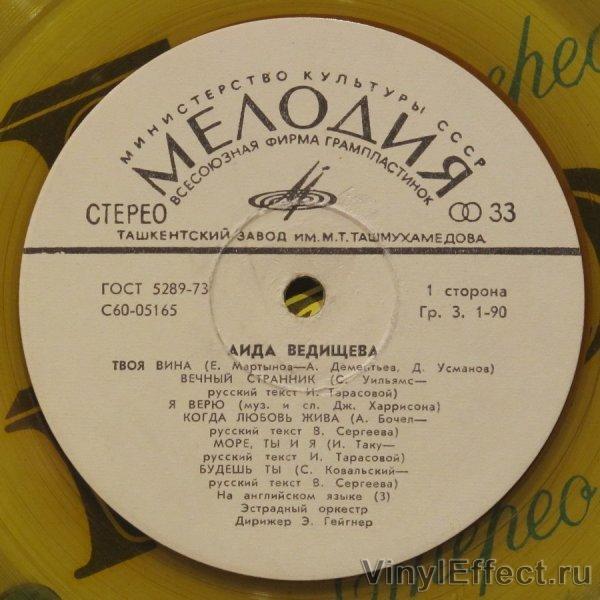 стерео
МИНИСТЕРСТВО КУЛЬТУРЫ СССР
МЕЛОДИЯ
ВСЕСОЮЗНАЯ ФИРМА ГРАМПЛАСТИНОК
СТЕРЕО 33
ТАШКЕНТСКИЙ ЗАВОД ИМ.М.Т.ТАШМУХАМЕДОВА
ГОСТ 5289-73 1 сторона
С60-05165 Гр. 3. 1-90
АИДА ВЕДИЩЕВА
ТВОЯ ВИНА (Е. Мартынов—А. Дементьев, Д. Усманов)
ВЕЧНЫЙ СТРАННИК (С. Уильямс—
русский текст И. Тарасовой)
Я ВЕРЮ (муз. и сл. Дж. Харрисона)
КОГДА ЛЮБОВЬ ЖИВА (А. Бочел—
русский текст В. Сергеева)
МОРЕ, ТЫ И Я (И. Таку—
русский текст И. Тарасовой)
БУДЕШЬ ТЫ (С. Ковальский—
русский текст В. Сергеева)
На английском языке (3)
Эстрадный оркестр
Дирижер Э. Гейгнер
стерео
VinylEffect.ru